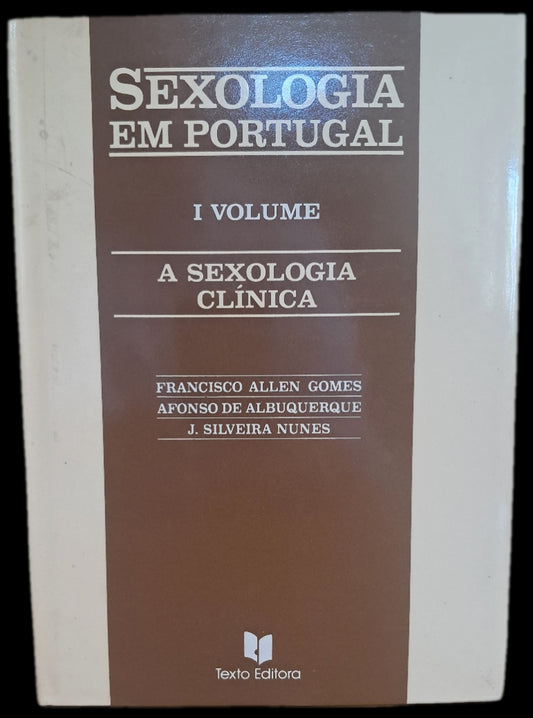 SEXOLOGIA
EM PORTUGAL
I VOLUME
A SEXOLOGIA
CLÍNICA
FRANCISCO ALLEN GOMES
AFONSO DE ALBUQUERQUE
J. SILVEIRA NUNES
Texto Editora